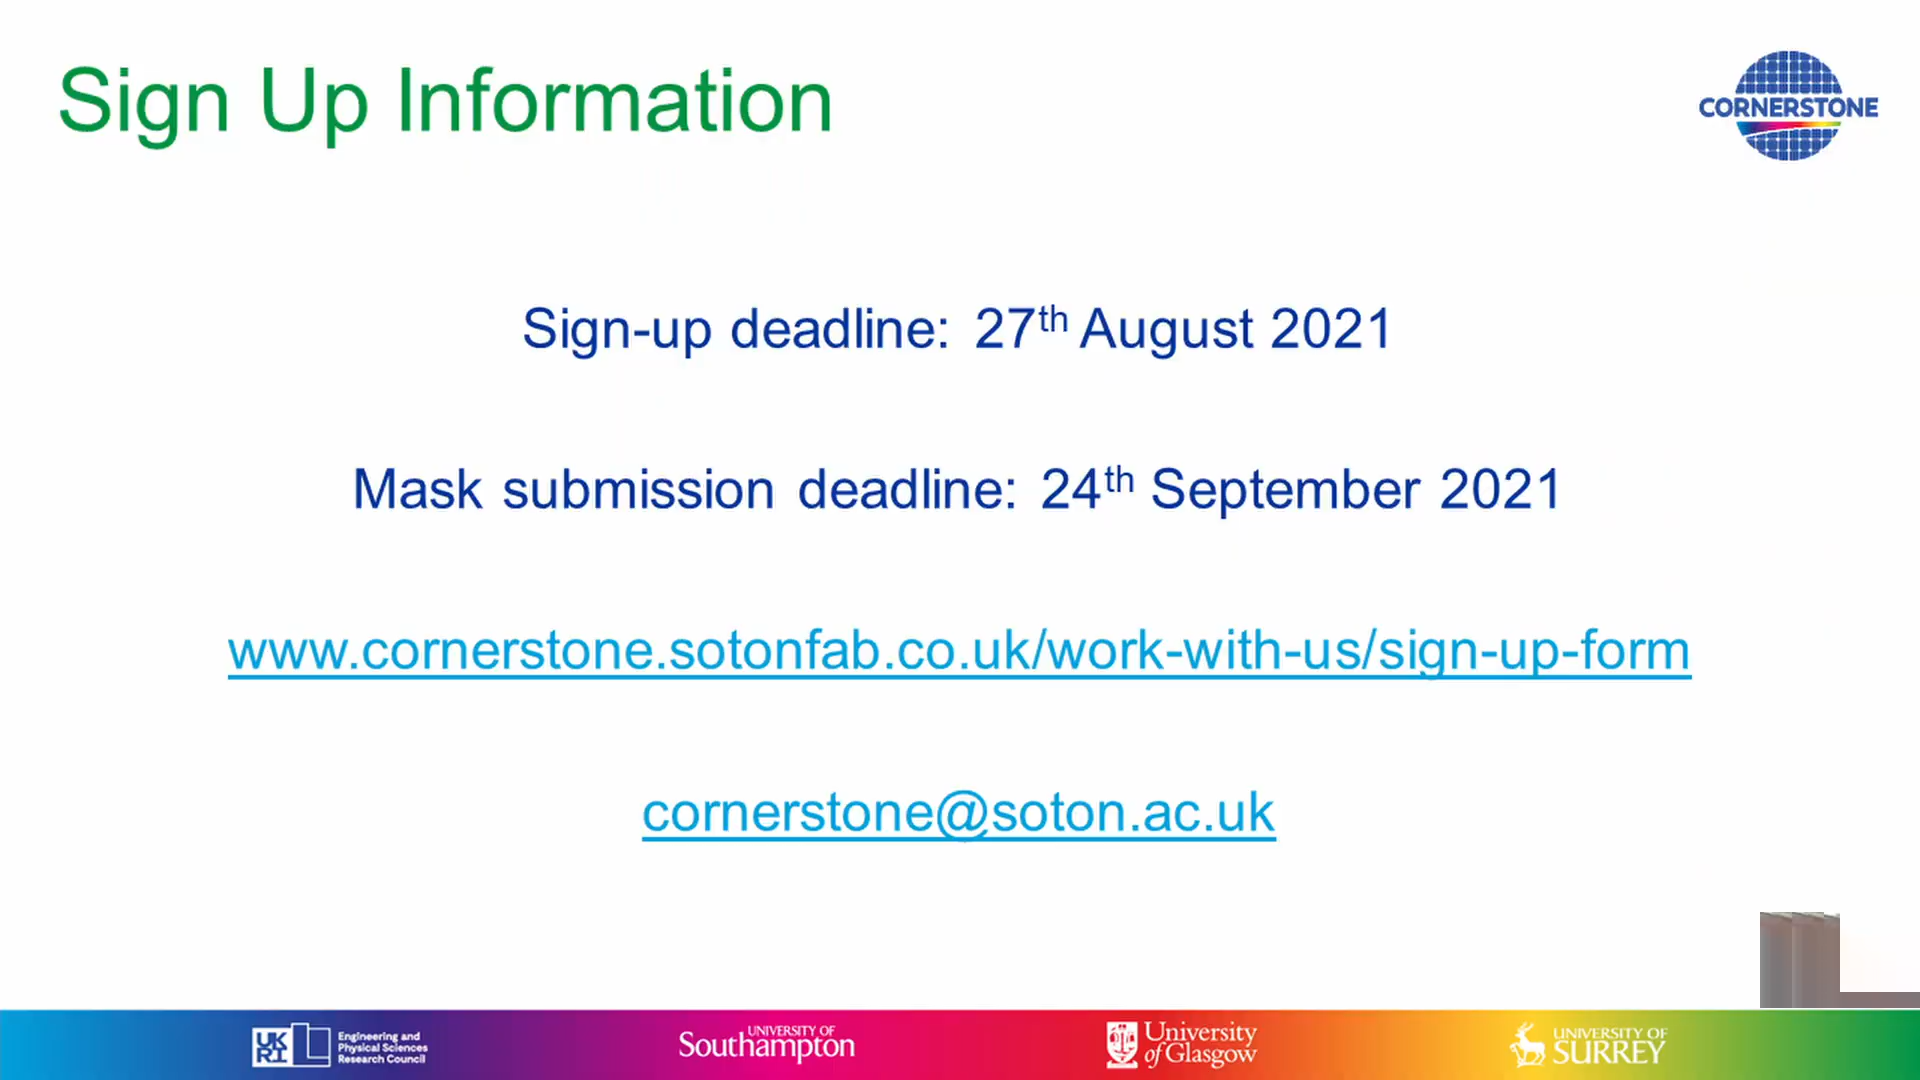 Sign Up Information
CORNERSTONE
Sign-up deadline: 27th August 2021
Mask submission deadline: 24th September 2021
www.cornerstone.sotonfab.co.uk/work-with-us/sign-up-form
cornerstone@soton.ac.uk
UKRI
Engineering and
Physical Sciences
Research Council
UNIVERSITY OF
Southampton
University
of Glasgow
UNIVERSITY OF
SURREY